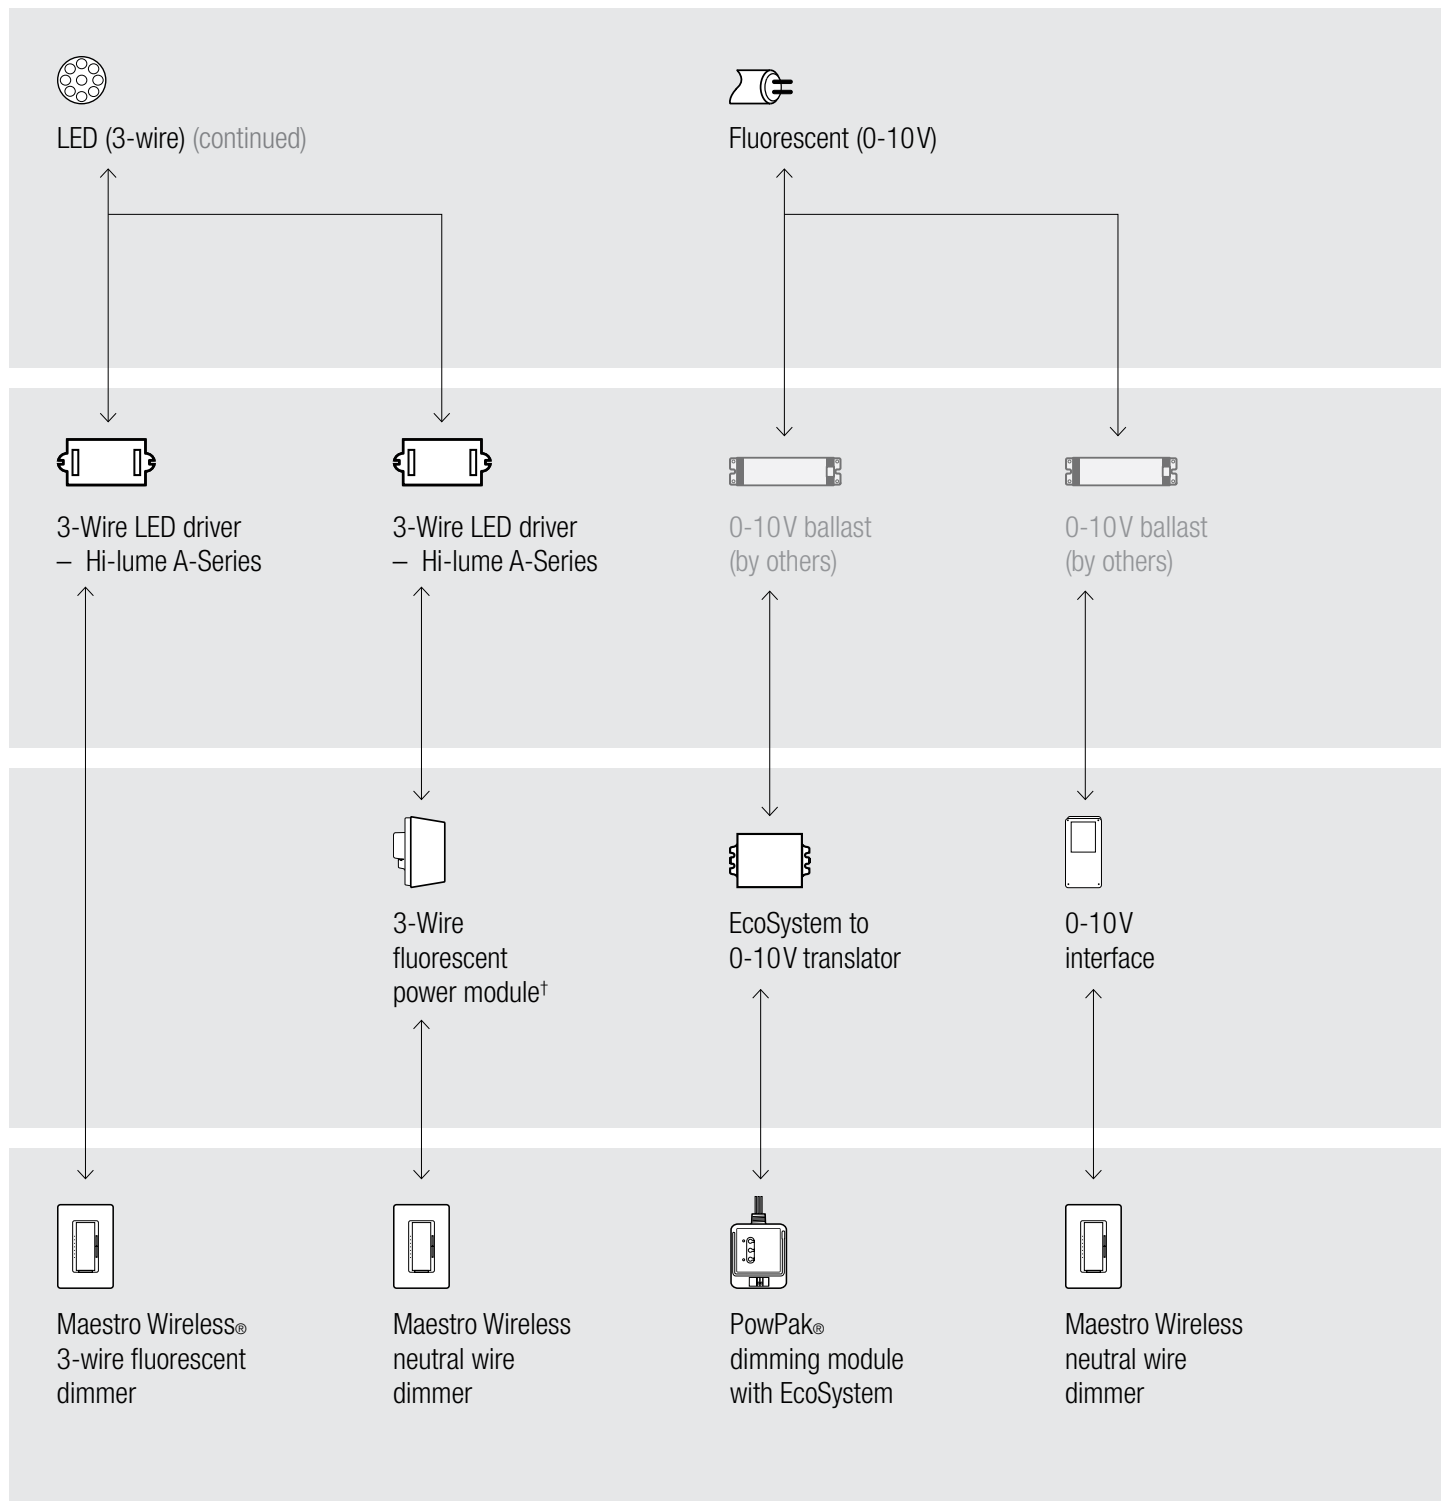 LED (3-wire) (continued)
Fluorescent (0-10V)
3-Wire LED driver
– Hi-lume A-Series
3-Wire LED driver
– Hi-lume A-Series
0-10V ballast
(by others)
0-10V ballast
(by others)
3-Wire
fluorescent
power module†
EcoSystem to
0-10V translator
0-10V
interface
Maestro Wireless®
3-wire fluorescent
dimmer
Maestro Wireless
neutral wire
dimmer
PowPak®
dimming module
with EcoSystem
Maestro Wireless
neutral wire
dimmer